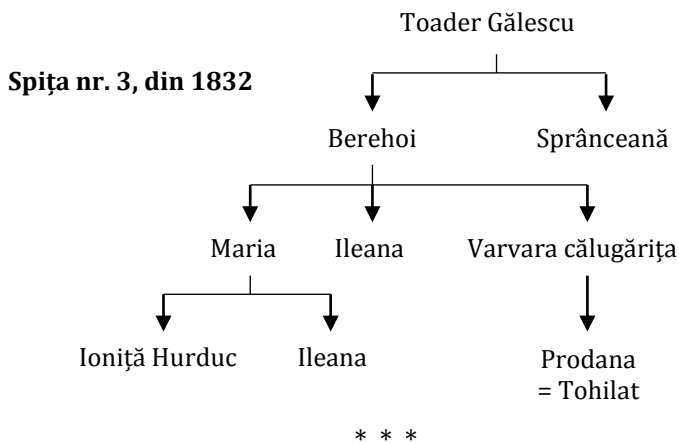 Toader Gălescu
Spița nr. 3, din 1832
Berehoi Sprânceană
Maria Ileana Varvara călugărița
Ioniță Hurduc Ileana Prodana
= Tohilat
* * *